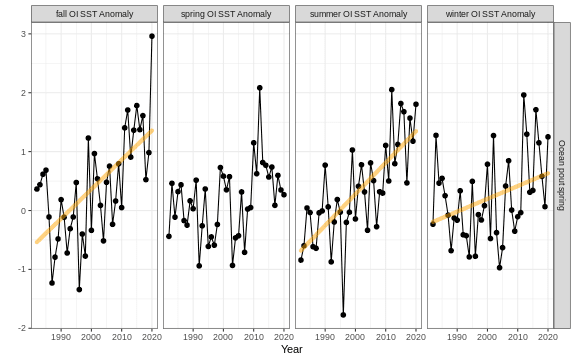 fall OI SST Anomaly spring OI SST Anomaly summer OI SST Anomaly winter OI SST Anomaly
3
2
1
0
-1
-2
Ocean pout spring
1990 2000 2010 2020 1990 2000 2010 2020 1990 2000 2010 2020 1990 2000 2010 2020
Year